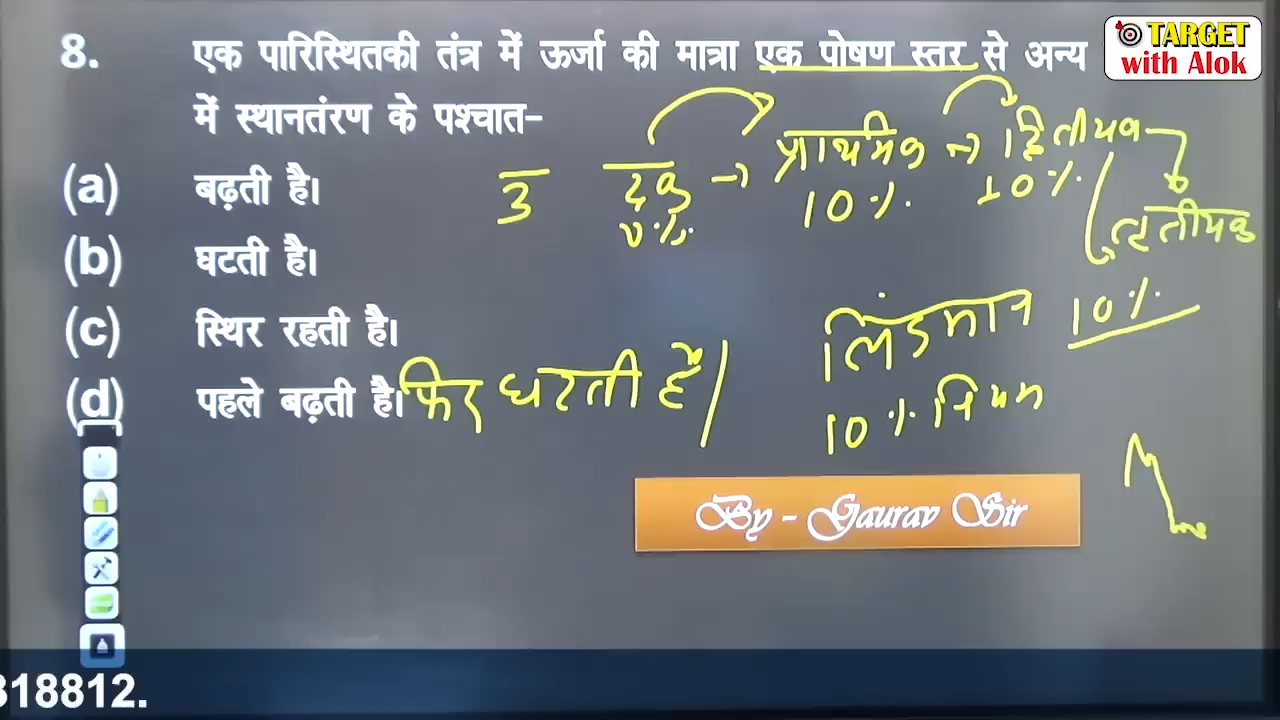 TARGET
with Alok
8. एक पारिस्थितकी तंत्र में ऊर्जा की मात्रा एक पोषण स्तर से अन्य
में स्थानतंरण के पश्चात-
प्राथमिक → द्वितीयक
10% 10%
तृतीयक
10%
(a) बढ़ती है।
(b) घटती है।
(c) स्थिर रहती है।
लिंडमान
(d) पहले बढ़ती है। फिर घटती है।
10% नियम
By - Gaurav Sir
318812.